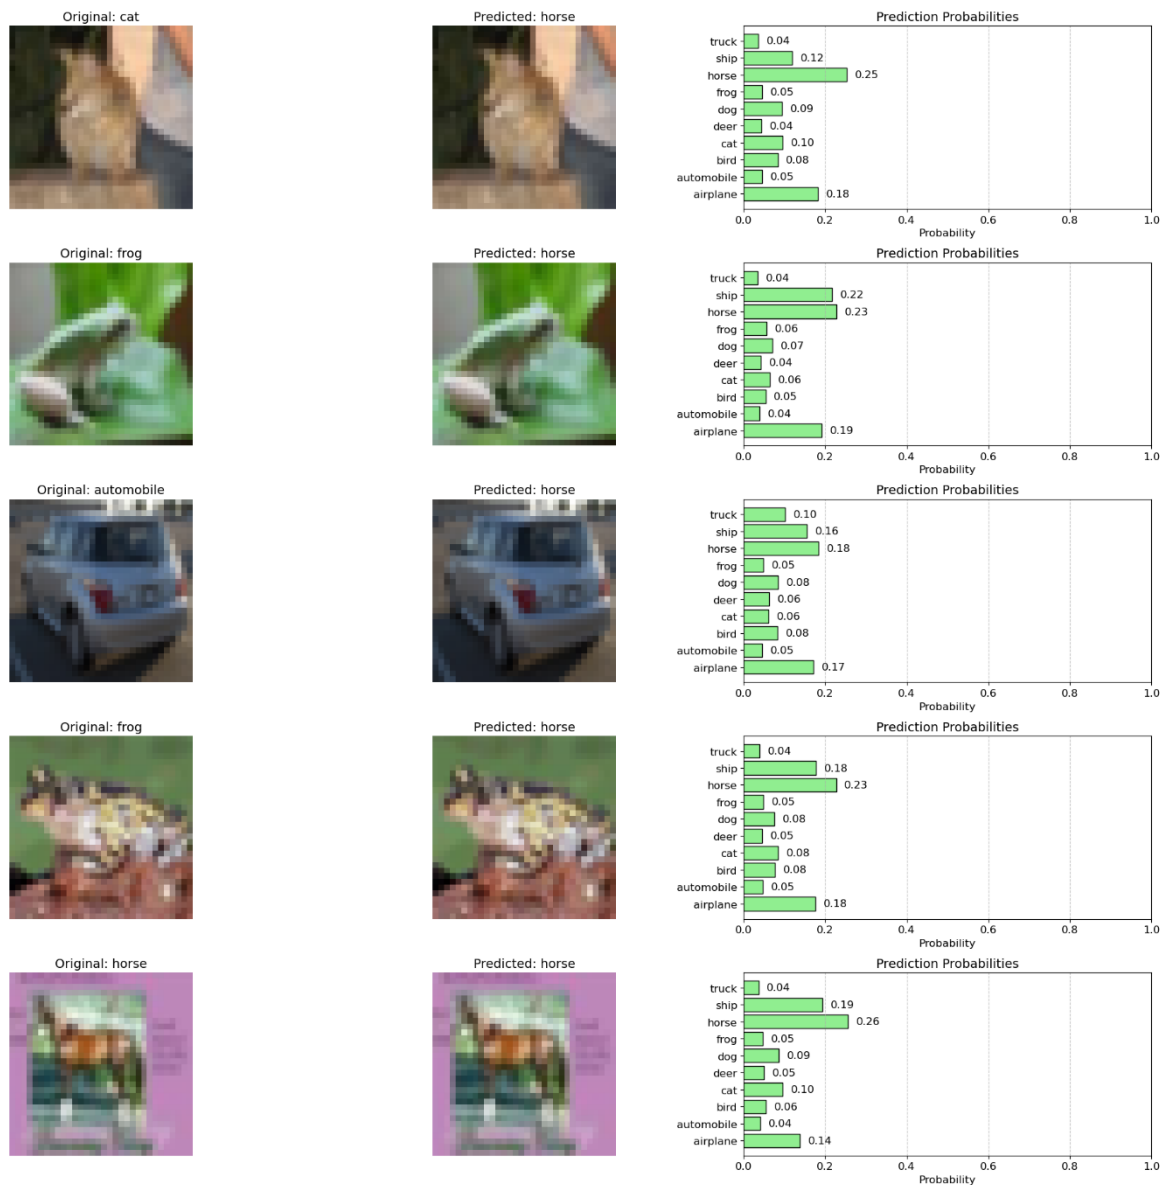 Original: cat
Predicted: horse
Prediction Probabilities
truck 0.04
ship 0.12
horse 0.25
frog 0.05
dog 0.09
deer 0.04
cat 0.10
bird 0.08
automobile 0.05
airplane 0.18
0.0 0.2 0.4 0.6 0.8 1.0
Probability
Original: frog
Predicted: horse
Prediction Probabilities
truck 0.04
ship 0.22
horse 0.23
frog 0.06
dog 0.07
deer 0.04
cat 0.06
bird 0.05
automobile 0.04
airplane 0.19
0.0 0.2 0.4 0.6 0.8 1.0
Probability
Original: automobile
Predicted: horse
Prediction Probabilities
truck 0.10
ship 0.16
horse 0.18
frog 0.05
dog 0.08
deer 0.06
cat 0.06
bird 0.08
automobile 0.05
airplane 0.17
0.0 0.2 0.4 0.6 0.8 1.0
Probability
Original: frog
Predicted: horse
Prediction Probabilities
truck 0.04
ship 0.18
horse 0.23
frog 0.05
dog 0.08
deer 0.05
cat 0.08
bird 0.08
automobile 0.05
airplane 0.18
0.0 0.2 0.4 0.6 0.8 1.0
Probability
Original: horse
Predicted: horse
Prediction Probabilities
truck 0.04
ship 0.19
horse 0.26
frog 0.05
dog 0.09
deer 0.05
cat 0.10
bird 0.06
automobile 0.04
airplane 0.14
0.0 0.2 0.4 0.6 0.8 1.0
Probability